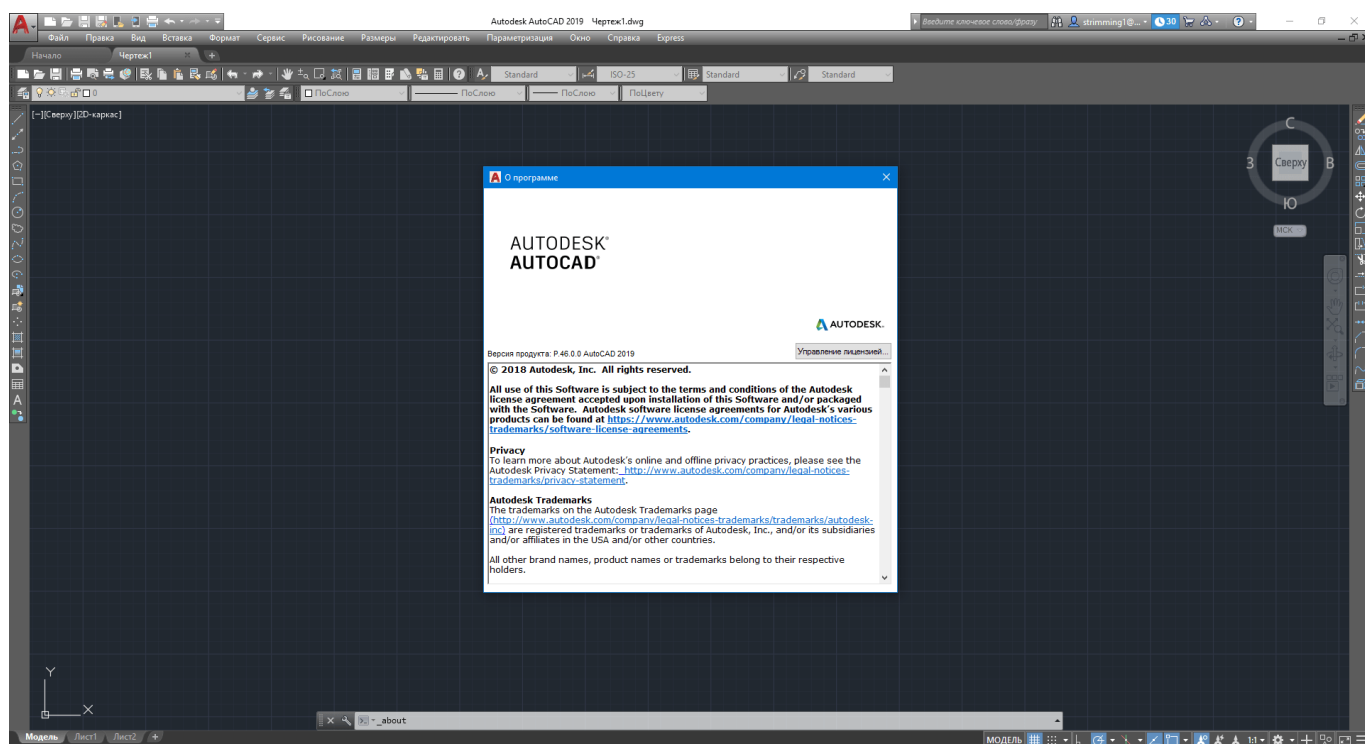 Autodesk AutoCAD 2019 Чертеж1.dwg
Введите ключевое слово/фразу
strimming1@...
30
?
Файл Правка Вид Вставка Формат Сервис Рисование Размеры Редактировать Параметризация Окно Справка Express
Начало Чертеж1
Standard ISO-25 Standard Standard
0 ПоСлою ПоСлою ПоСлою ПоЦвету
[−][Сверху][2D-каркас]
С
З Сверху В
Ю
МСК
О программе
AUTODESK®
AUTOCAD®
AUTODESK.
Версия продукта: P.46.0.0 AutoCAD 2019 Управление лицензией...
© 2018 Autodesk, Inc. All rights reserved.
All use of this Software is subject to the terms and conditions of the Autodesk
license agreement accepted upon installation of this Software and/or packaged
with the Software. Autodesk software license agreements for Autodesk's various
products can be found at https://www.autodesk.com/company/legal-notices-
trademarks/software-license-agreements.
Privacy
To learn more about Autodesk's online and offline privacy practices, please see the
Autodesk Privacy Statement: http://www.autodesk.com/company/legal-notices-
trademarks/privacy-statement.
Autodesk Trademarks
The trademarks on the Autodesk Trademarks page
(http://www.autodesk.com/company/legal-notices-trademarks/trademarks/autodesk-
inc) are registered trademarks or trademarks of Autodesk, Inc., and/or its subsidiaries
and/or affiliates in the USA and/or other countries.
All other brand names, product names or trademarks belong to their respective
holders.
Y
X
_about
Модель Лист1 Лист2 +
МОДЕЛЬ 1:1